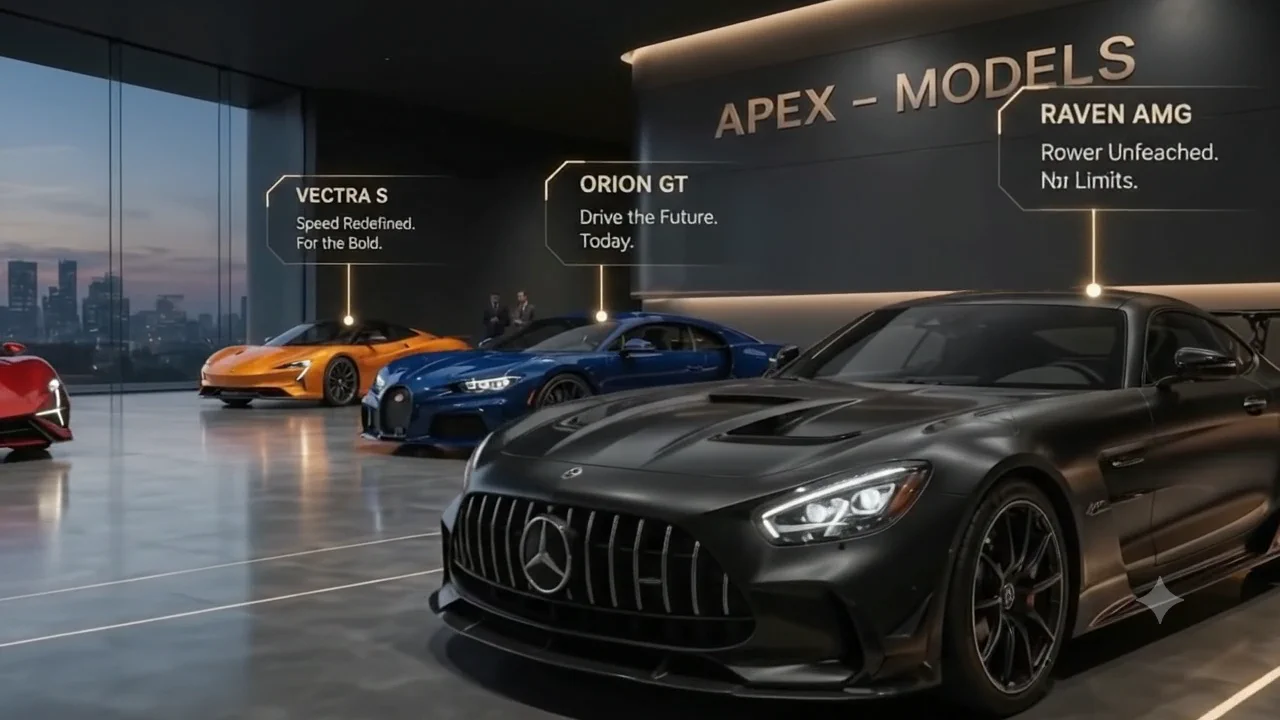 APEX – MODELS
VECTRA S
Speed Redefined.
For the Bold.
ORION GT
Drive the Future.
Today.
RAVEN AMG
Rower Unfeached.
Limits.